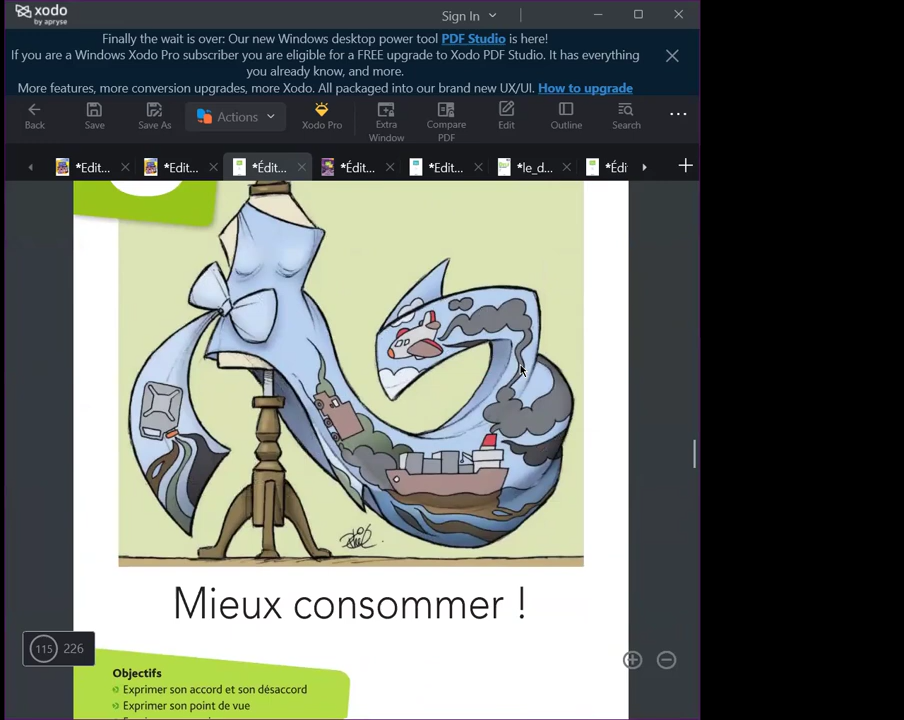 xodo
by apryse
Sign In
Finally the wait is over: Our new Windows desktop power tool PDF Studio is here!
If you are a Windows Xodo Pro subscriber you are eligible for a FREE upgrade to Xodo PDF Studio. It has everything
you already know, and more.
More features, more conversion upgrades, more Xodo. All packaged into our brand new UX/UI. How to upgrade
Back
Save
Save As
Actions
Xodo Pro
Extra
Window
Compare
PDF
Edit
Outline
Search
*Edit...
*Edit...
*Édit...
*Édit...
*Edit...
*le_d...
*Édi
Mieux consommer !
115 226
Objectifs
Exprimer son accord et son désaccord
Exprimer son point de vue